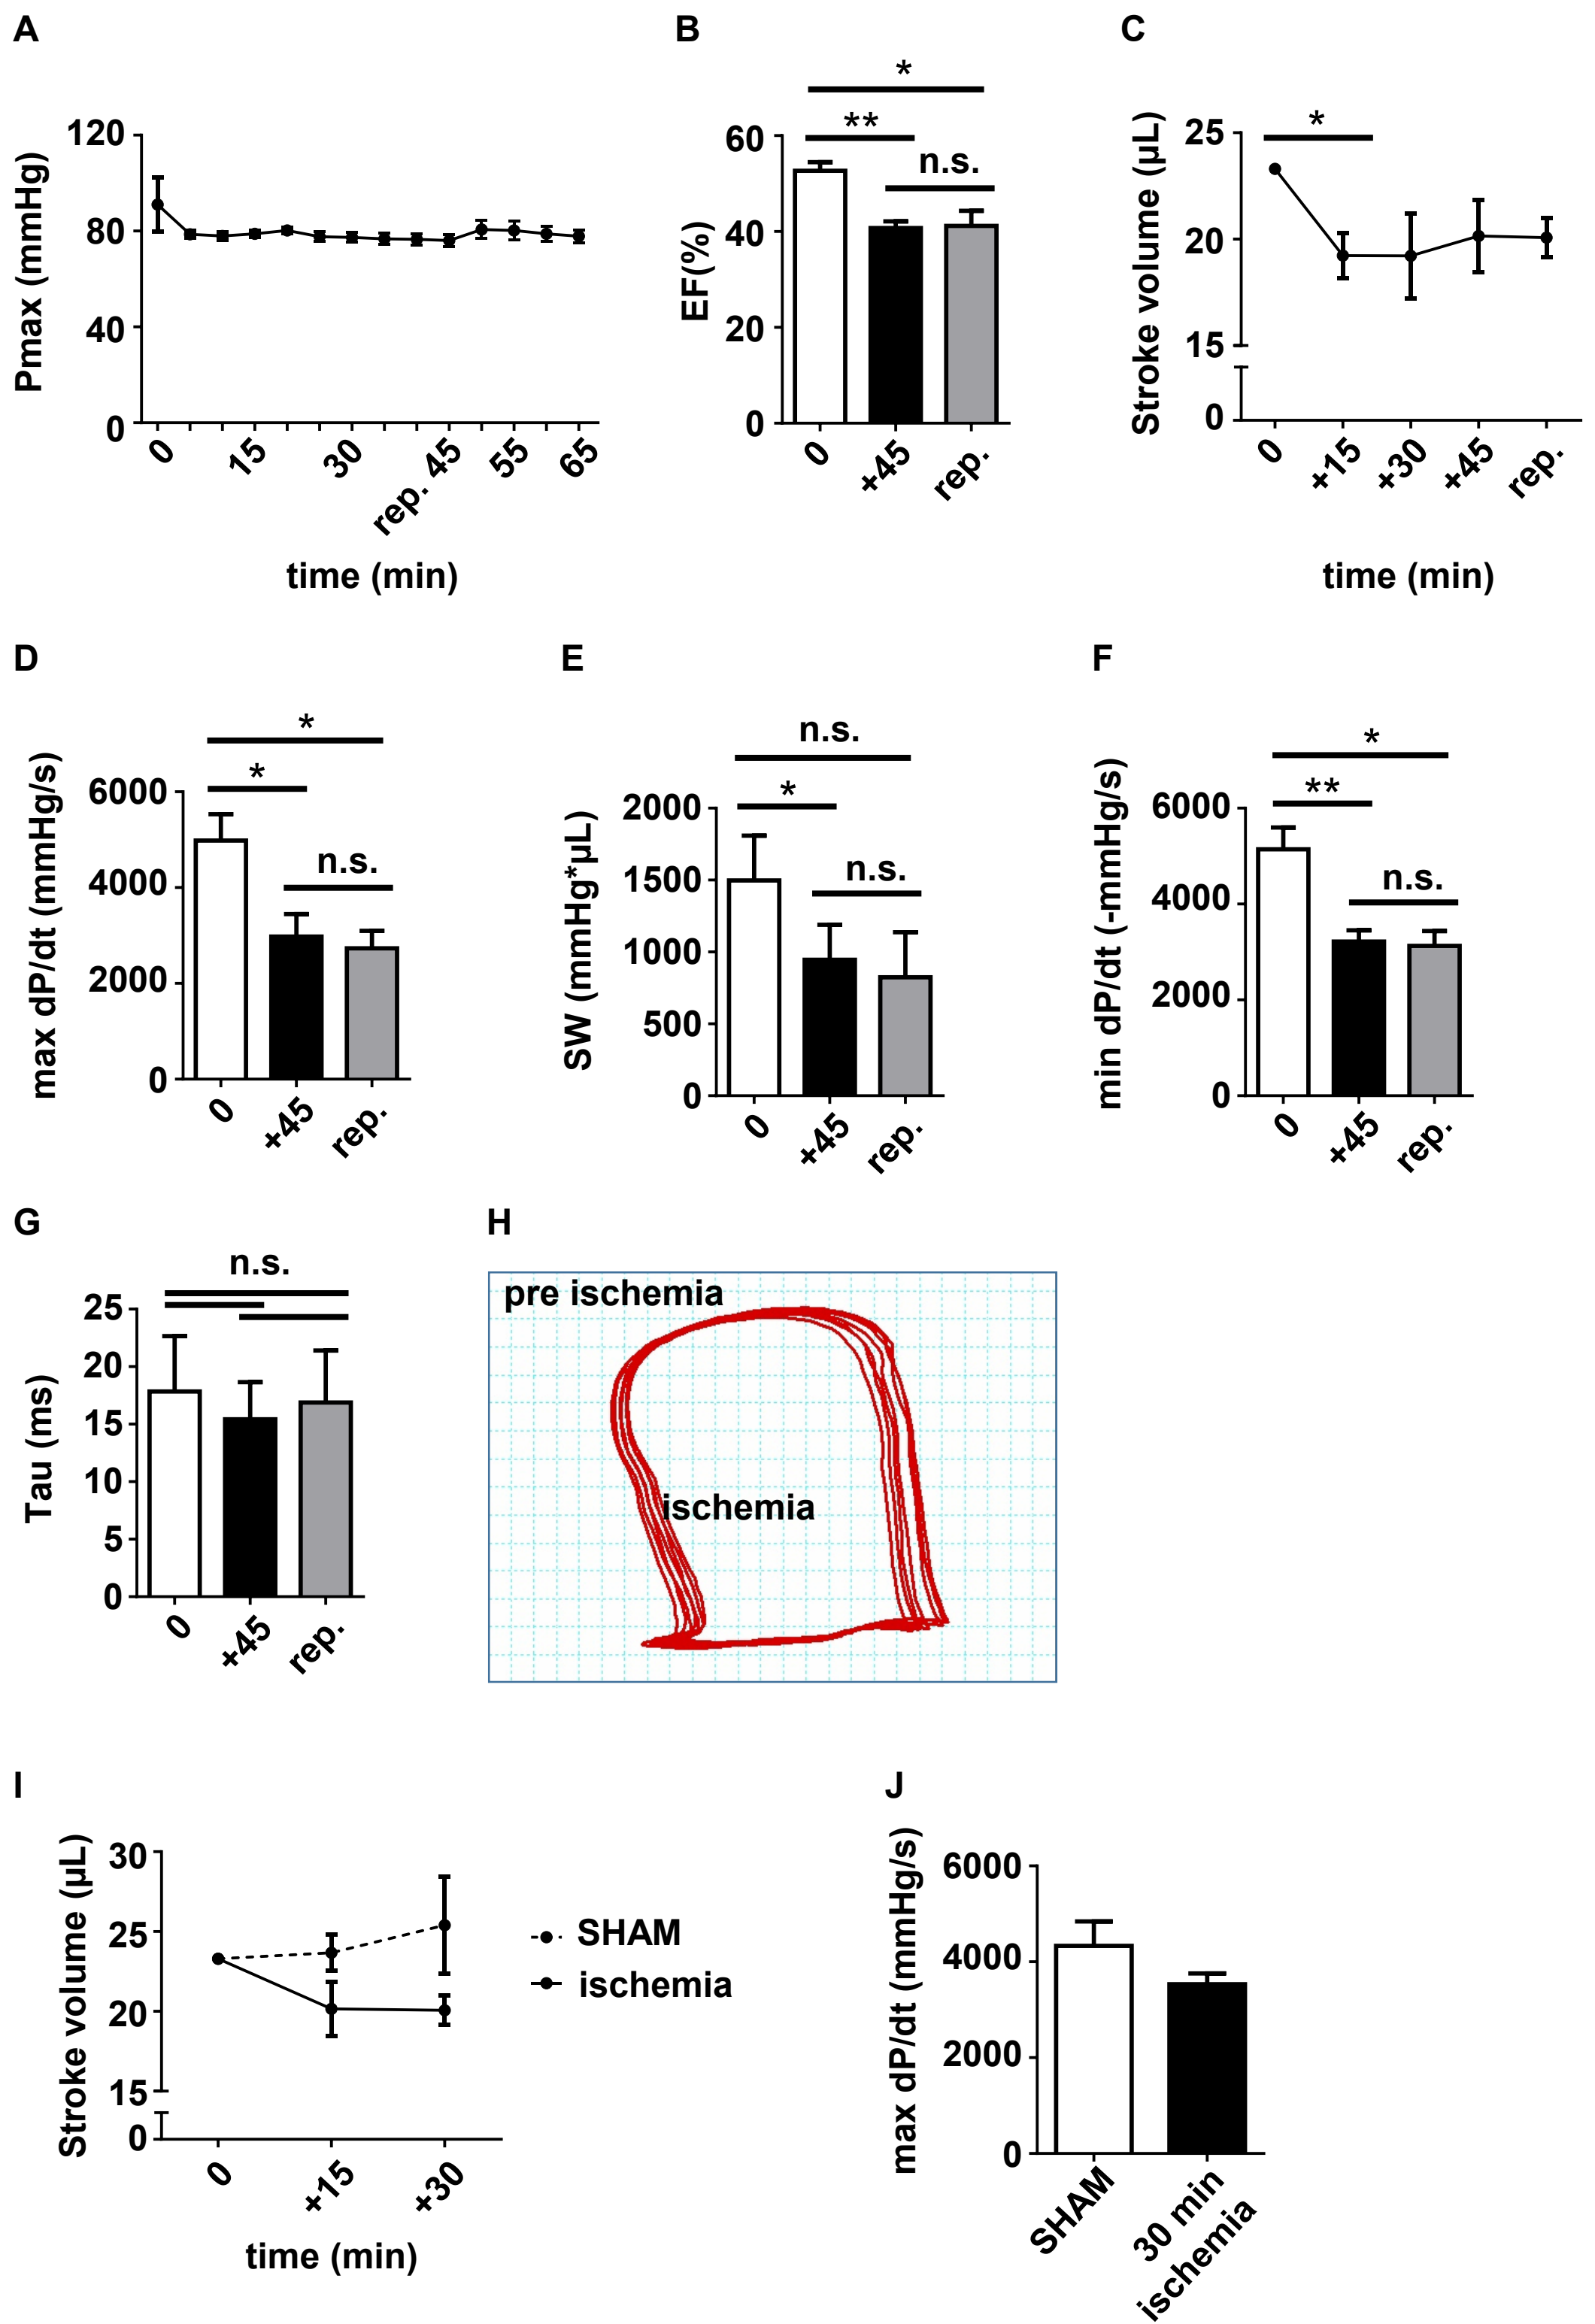 A
Pmax (mmHg)
120
80
40
0
0
15
30
rep. 45
55
65
time (min)
B
EF(%)
60
40
20
0
*
**
n.s.
0
+45
rep.
C
Stroke volume (µL)
25
20
15
0
*
0
+15
+30
+45
rep.
time (min)
D
max dP/dt (mmHg/s)
6000
4000
2000
0
*
*
n.s.
0
+45
rep.
E
SW (mmHg*µL)
2000
1500
1000
500
0
n.s.
*
n.s.
0
+45
rep.
F
min dP/dt (-mmHg/s)
6000
4000
2000
0
*
**
n.s.
0
+45
rep.
G
Tau (ms)
25
20
15
10
5
0
n.s.
0
+45
rep.
H
pre ischemia
ischemia
I
Stroke volume (µL)
30
25
20
15
0
0
+15
+30
time (min)
SHAM
ischemia
J
max dP/dt (mmHg/s)
6000
4000
2000
0
SHAM
30 min
ischemia